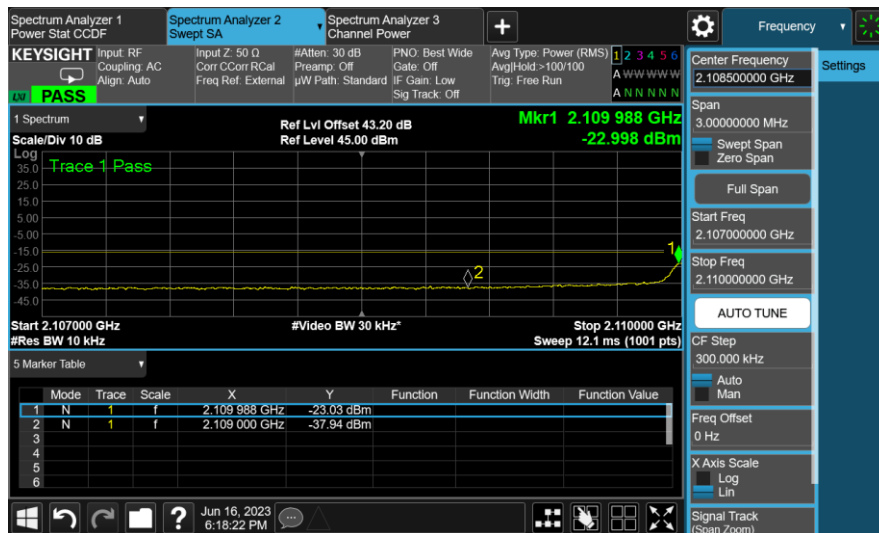 Spectrum Analyzer 1
Power Stat CCDF
Spectrum Analyzer 2
Swept SA
Spectrum Analyzer 3
Channel Power
Frequency
KEYSIGHT
LXI
PASS
Input: RF
Coupling: AC
Align: Auto
Input Z: 50 Ω
Corr CCorr RCal
Freq Ref: External
#Atten: 30 dB
Preamp: Off
µW Path: Standard
PNO: Best Wide
Gate: Off
IF Gain: Low
Sig Track: Off
Avg Type: Power (RMS)
Avg|Hold:>100/100
Trig: Free Run
1 2 3 4 5 6
A W W W W W
A N N N N N
1 Spectrum
Scale/Div 10 dB
Ref Lvl Offset 43.20 dB
Ref Level 45.00 dBm
Mkr1 2.109 988 GHz
-22.998 dBm
Log
Trace 1 Pass
35.0
25.0
15.0
5.00
-5.00
-15.0
-25.0
-35.0
-45.0
1
2
Start 2.107000 GHz
#Res BW 10 kHz
#Video BW 30 kHz*
Stop 2.110000 GHz
Sweep 12.1 ms (1001 pts)
5 Marker Table
Mode Trace Scale X Y Function Function Width Function Value
1 N 1 f 2.109 988 GHz -23.03 dBm
2 N 1 f 2.109 000 GHz -37.94 dBm
3
4
5
6
?
Jun 16, 2023
6:18:22 PM
Center Frequency
2.108500000 GHz
Settings
Span
3.00000000 MHz
Swept Span
Zero Span
Full Span
Start Freq
2.107000000 GHz
Stop Freq
2.110000000 GHz
AUTO TUNE
CF Step
300.000 kHz
Auto
Man
Freq Offset
0 Hz
X Axis Scale
Log
Lin
Signal Track
(Span Zoom)